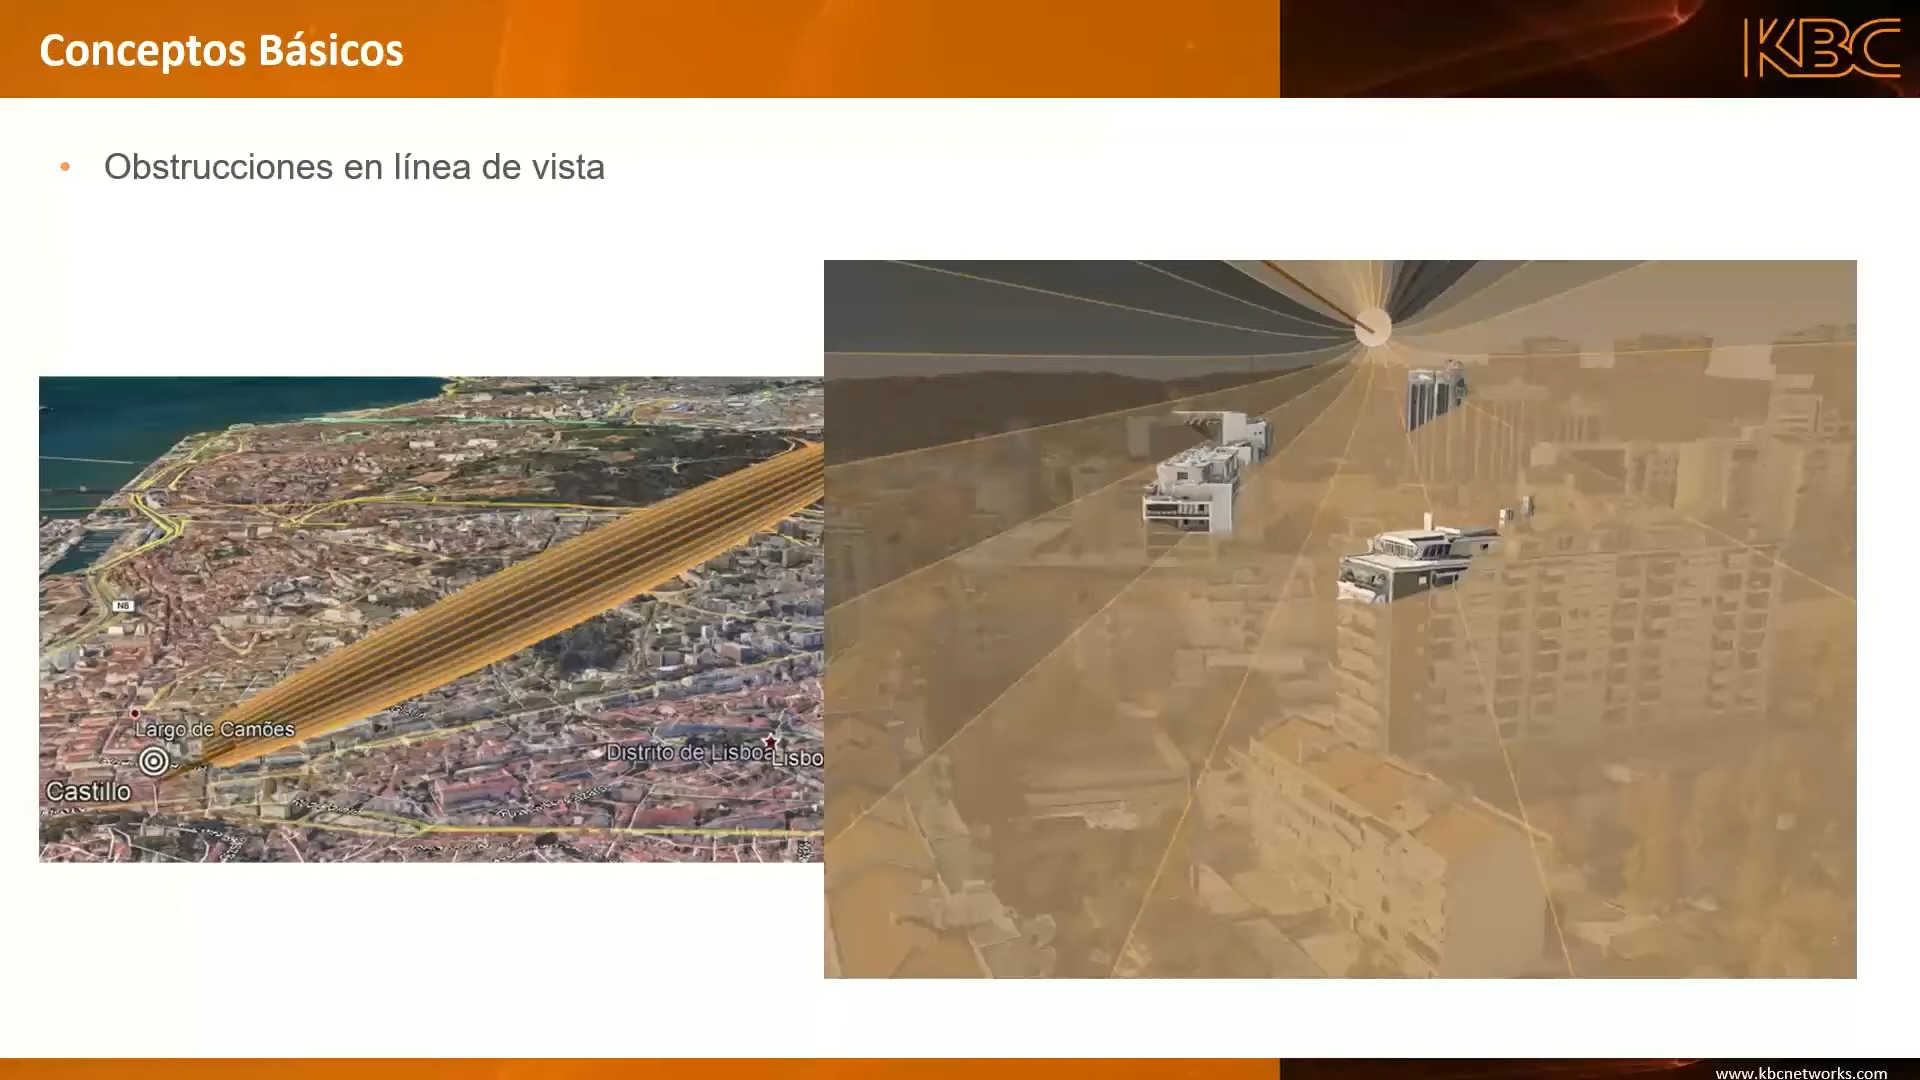 Conceptos Básicos
KBC
• Obstrucciones en línea de vista
N6
Largo de Camões
Distrito de Lisboa
Lisbo
Castillo
www.kbcnetworks.com